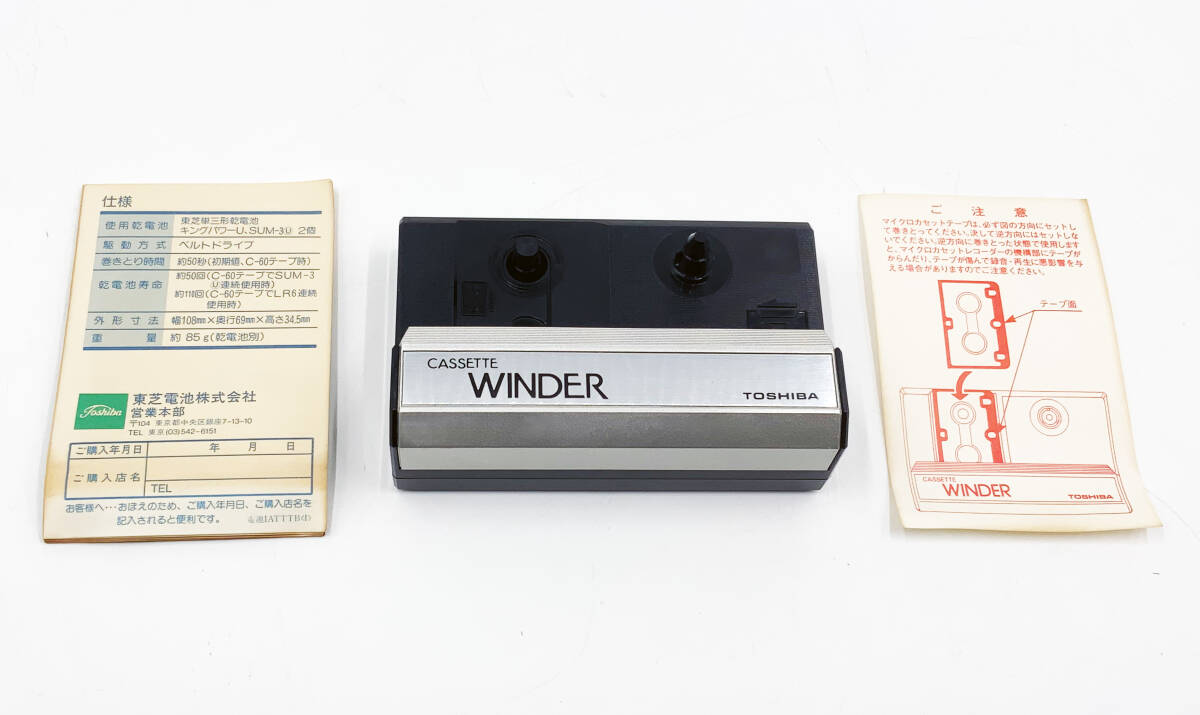 仕様
使用乾電池 東芝単三形乾電池
キングパワーU、SUM-3Ⓤ 2個
駆動方式 ベルトドライブ
巻きとり時間 約50秒(初期値、C-60テープ時)
乾電池寿命 約50回(C-60テープでSUM-3
Ⓤ連続使用時)
約110回(C-60テープでLR6連続
使用時)
外形寸法 幅108mm×奥行69mm×高さ34.5mm
重量 約85g(乾電池別)
Toshiba
東芝電池株式会社
営業本部
〒104 東京都中央区銀座7-13-10
TEL 東京(03)542-6151
ご購入年月日 年 月 日
ご購入店名
TEL
お客様へ…おぼえのため、ご購入年月日、ご購入店名を
記入されると便利です。
CASSETTE
WINDER
TOSHIBA
ご注意
マイクロカセットテープは、必ず図の方向にセットし
て巻きとってください。決して逆方向にはセットしな
いでください。逆方向に巻きとった状態で使用します
と、マイクロカセットレコーダーの機構部にテープが
からんだり、テープが傷んで録音・再生に悪影響を与
える場合がありますのでご注意ください。
テープ面
CASSETTE
WINDER
TOSHIBA